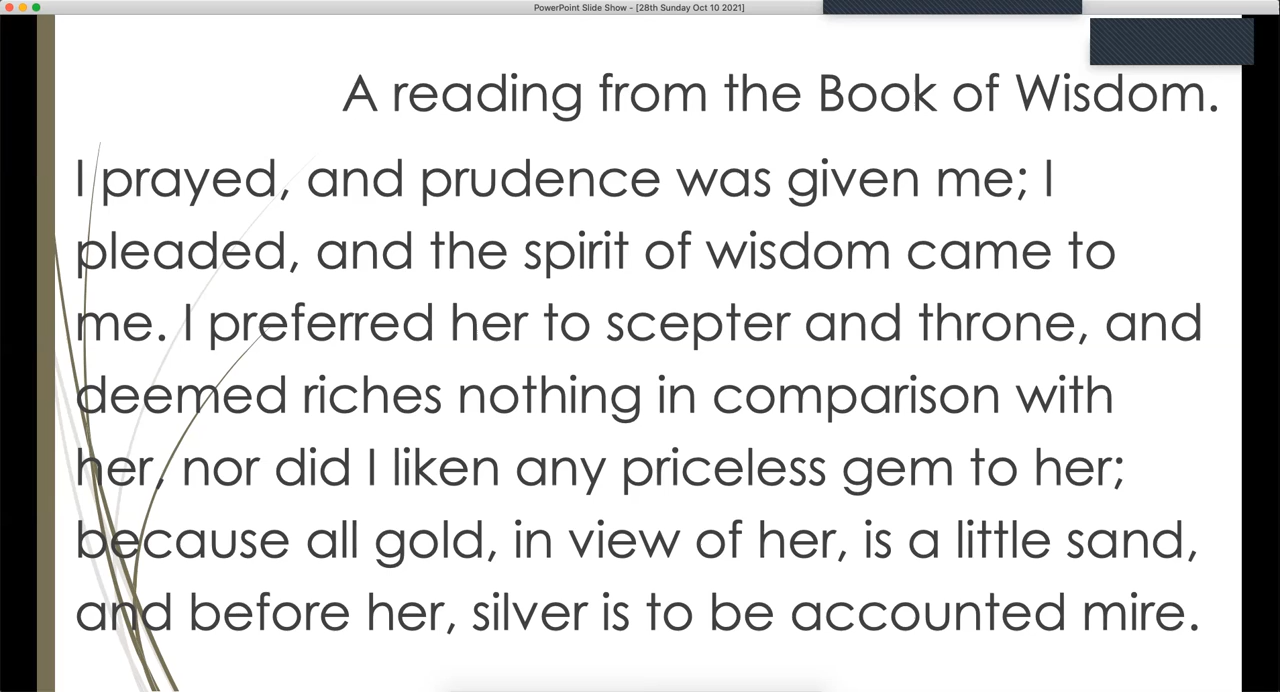 PowerPoint Slide Show - [28th Sunday Oct 10 2021]
A reading from the Book of Wisdom.
I prayed, and prudence was given me; I
pleaded, and the spirit of wisdom came to
me. I preferred her to scepter and throne, and
deemed riches nothing in comparison with
her, nor did I liken any priceless gem to her;
because all gold, in view of her, is a little sand,
and before her, silver is to be accounted mire.